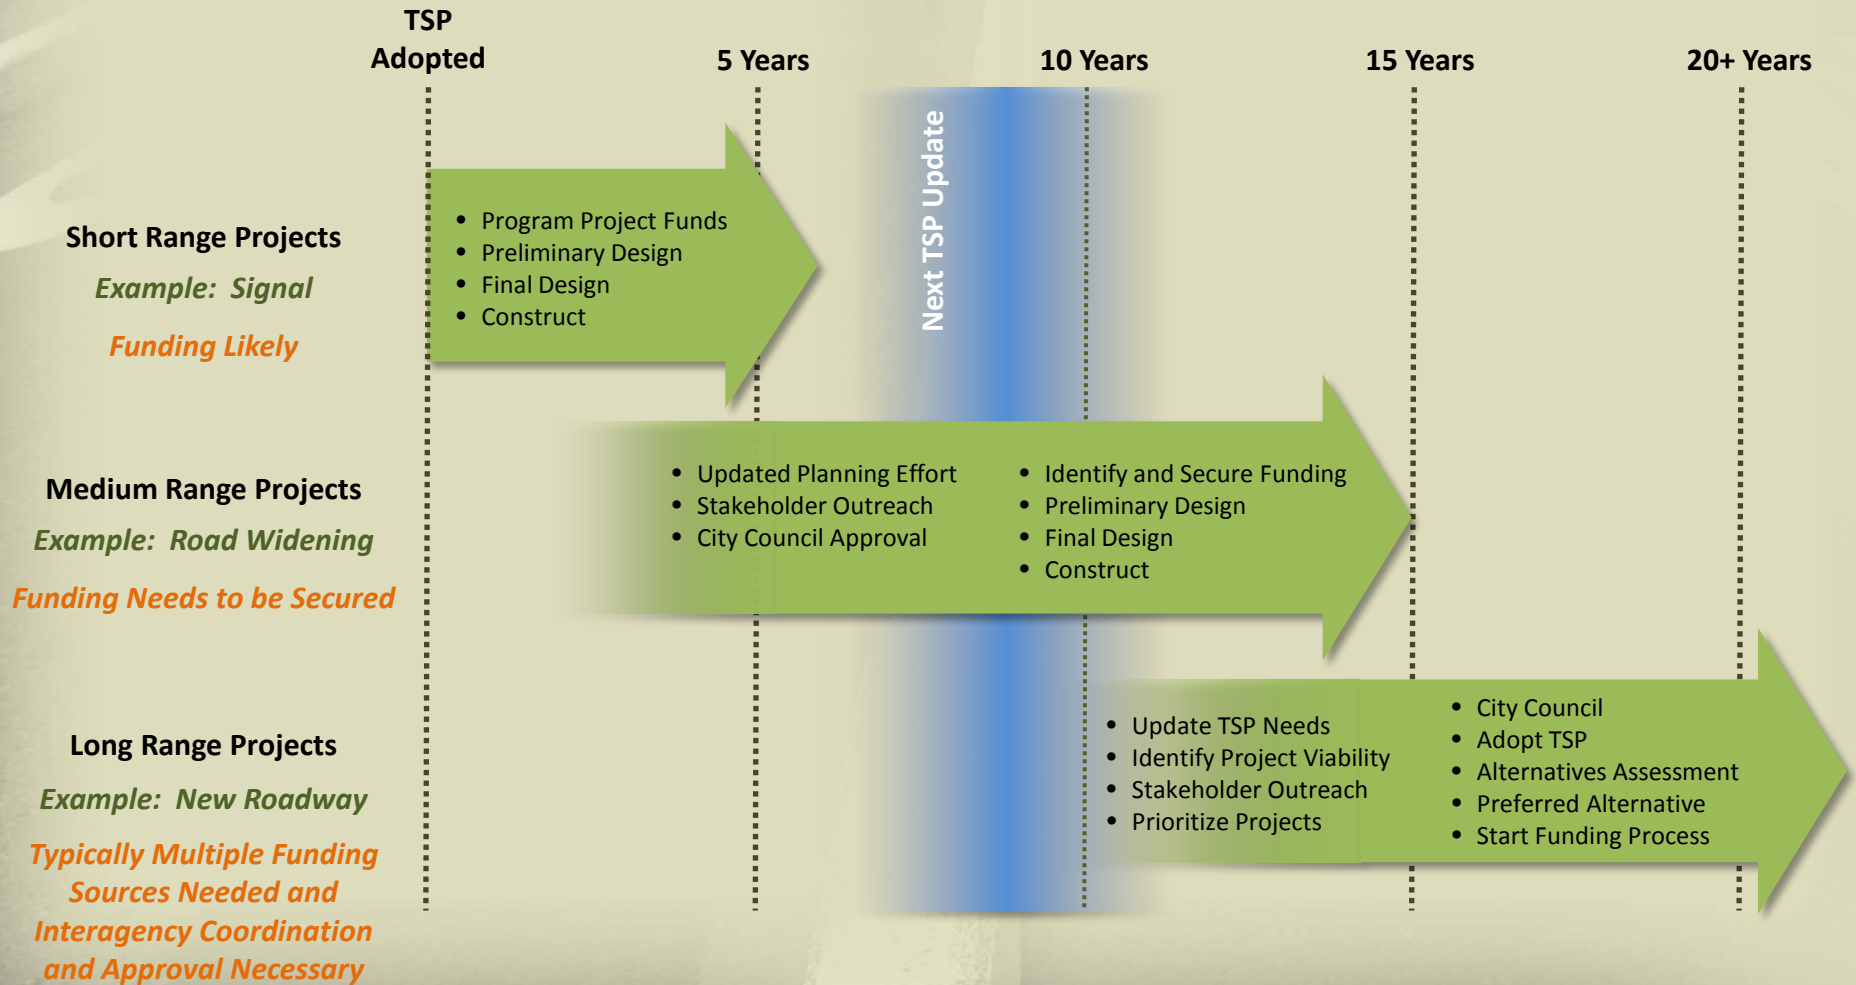 TSP
Adopted
5 Years
10 Years
15 Years
20+ Years
Next TSP Update
Short Range Projects
Example: Signal
Funding Likely
• Program Project Funds
• Preliminary Design
• Final Design
• Construct
Medium Range Projects
Example: Road Widening
Funding Needs to be Secured
• Updated Planning Effort
• Stakeholder Outreach
• City Council Approval
• Identify and Secure Funding
• Preliminary Design
• Final Design
• Construct
Long Range Projects
Example: New Roadway
Typically Multiple Funding
Sources Needed and
Interagency Coordination
and Approval Necessary
• Update TSP Needs
• Identify Project Viability
• Stakeholder Outreach
• Prioritize Projects
• City Council
• Adopt TSP
• Alternatives Assessment
• Preferred Alternative
• Start Funding Process